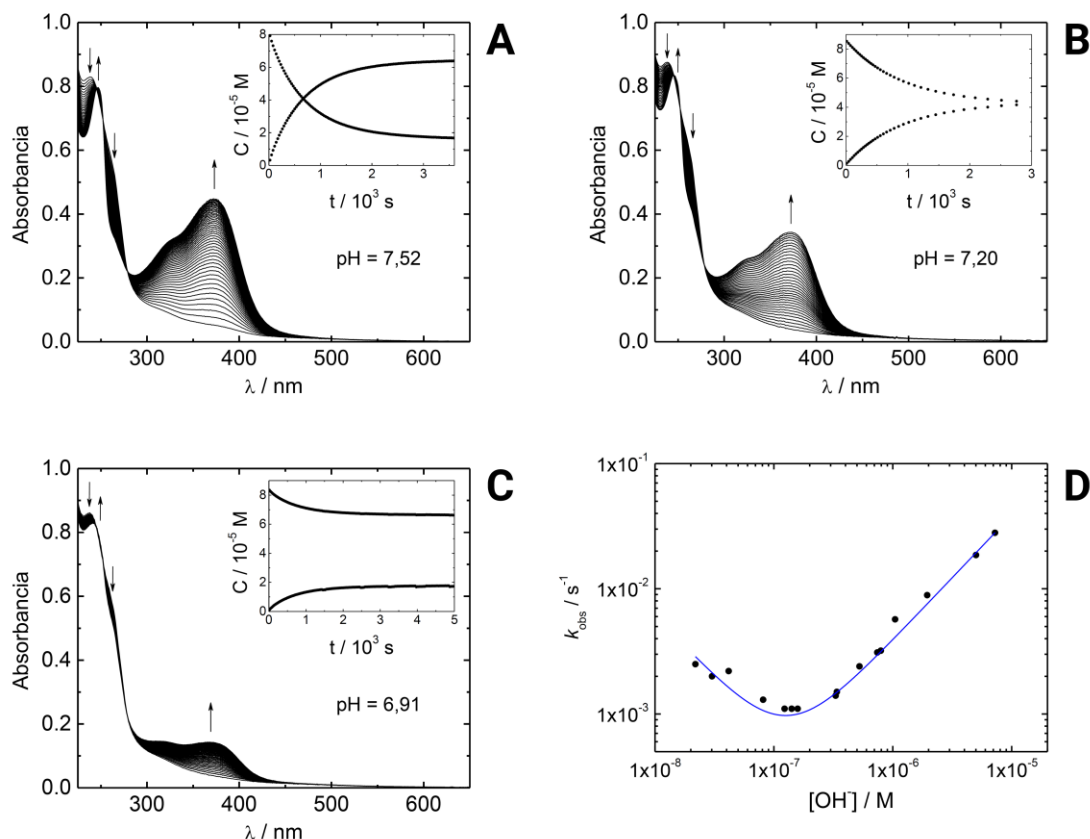 A
1.0
0.8
0.6
0.4
0.2
0.0
Absorbancia
300 400 500 600
λ / nm
8
6
4
2
0
C / 10⁻⁵ M
0 1 2 3
t / 10³ s
pH = 7,52
B
1.0
0.8
0.6
0.4
0.2
0.0
Absorbancia
300 400 500 600
λ / nm
8
6
4
2
0
C / 10⁻⁵ M
0 1 2 3
t / 10³ s
pH = 7,20
C
1.0
0.8
0.6
0.4
0.2
0.0
Absorbancia
300 400 500 600
λ / nm
8
6
4
2
0
C / 10⁻⁵ M
0 1 2 3 4 5
t / 10³ s
pH = 6,91
D
1x10⁻¹
1x10⁻²
1x10⁻³
k_obs / s⁻¹
1x10⁻⁸ 1x10⁻⁷ 1x10⁻⁶ 1x10⁻⁵
[OH⁻] / M